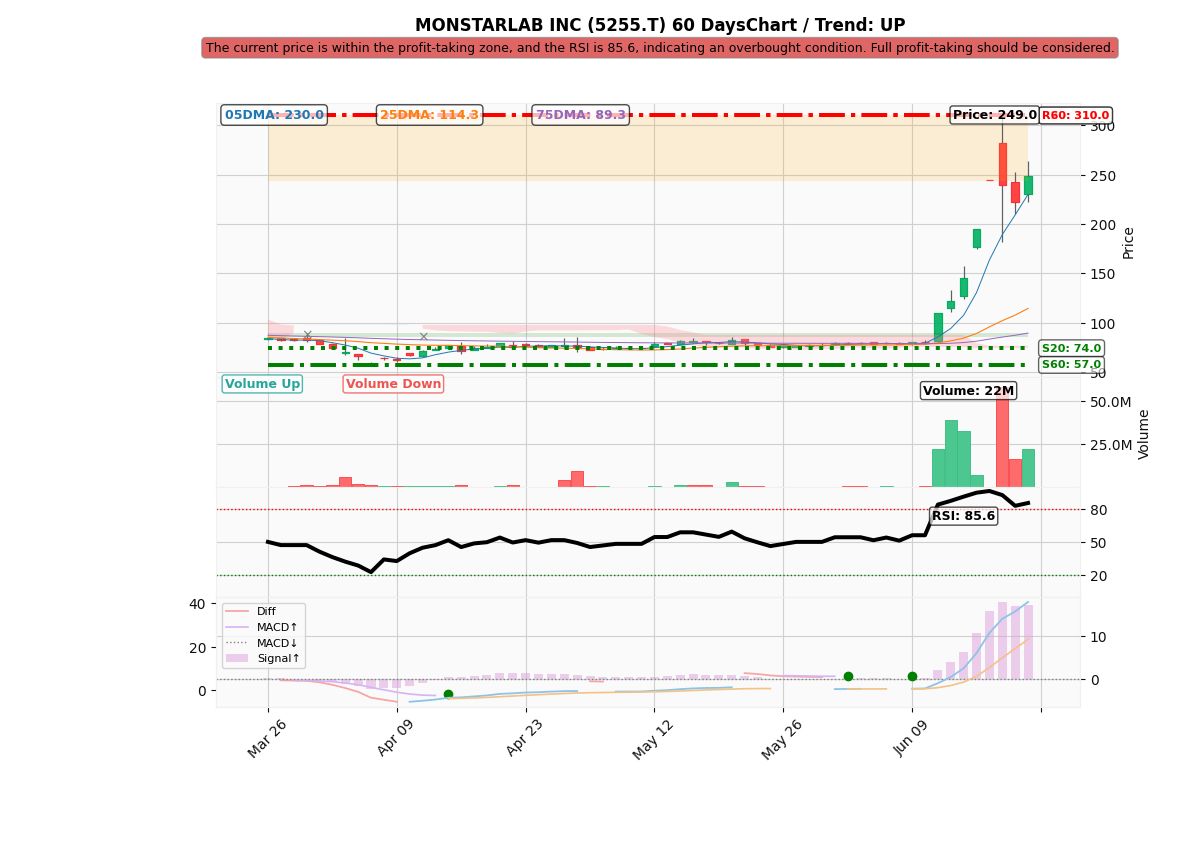 MONSTARLAB INC (5255.T) 60 DaysChart / Trend: UP
The current price is within the profit-taking zone, and the RSI is 85.6, indicating an overbought condition. Full profit-taking should be considered.
05DMA: 230.0
25DMA: 114.3
75DMA: 89.3
Price: 249.0
R60: 310.0
300
250
200
150
100
50
Price
S20: 74.0
S60: 57.0
Volume Up
Volume Down
Volume: 22M
50.0M
25.0M
Volume
RSI: 85.6
80
50
20
40
20
0
Diff
MACD↑
MACD↓
Signal↑
10
0
Mar 26
Apr 09
Apr 23
May 12
May 26
Jun 09